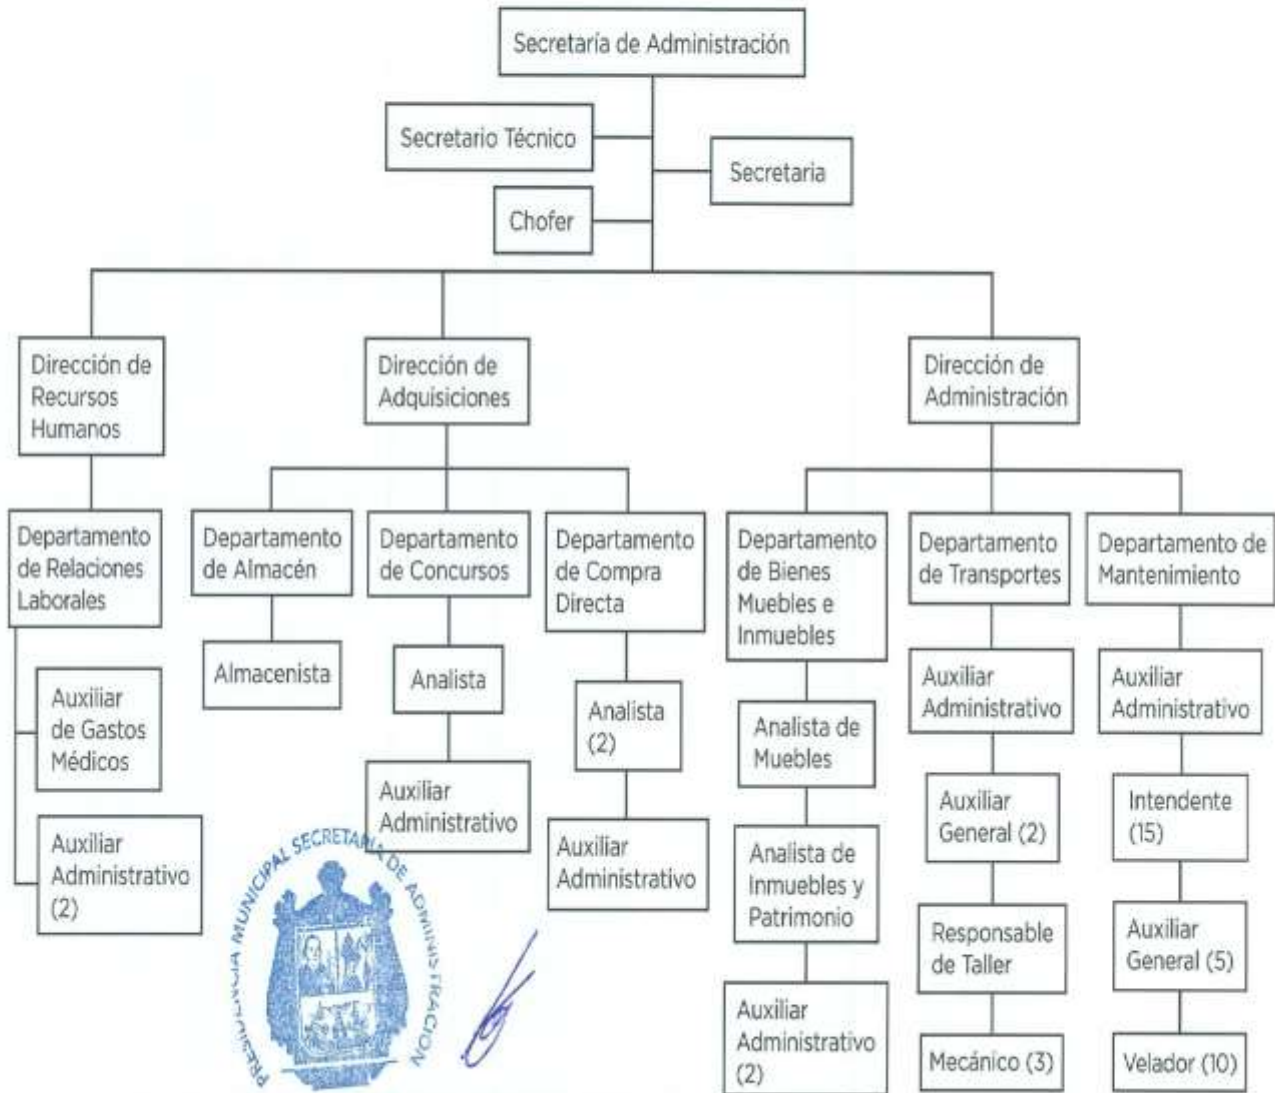 Secretaría de Administración
Secretario Técnico
Secretaria
Chofer
Dirección de
Recursos
Humanos
Dirección de
Adquisiciones
Dirección de
Administración
Departamento
de Relaciones
Laborales
Departamento
de Almacén
Departamento
de Concursos
Departamento
de Compra
Directa
Departamento
de Bienes
Muebles e
Inmuebles
Departamento
de Transportes
Departamento de
Mantenimiento
Auxiliar
de Gastos
Médicos
Auxiliar
Administrativo
(2)
Almacenista
Analista
Auxiliar
Administrativo
Analista
(2)
Auxiliar
Administrativo
Analista de
Muebles
Analista de
Inmuebles y
Patrimonio
Auxiliar
Administrativo
(2)
Auxiliar
Administrativo
Auxiliar
General (2)
Responsable
de Taller
Mecánico (3)
Auxiliar
Administrativo
Intendente
(15)
Auxiliar
General (5)
Velador (10)
PRESIDENCIA MUNICIPAL SECRETARIA DE ADMINISTRACION